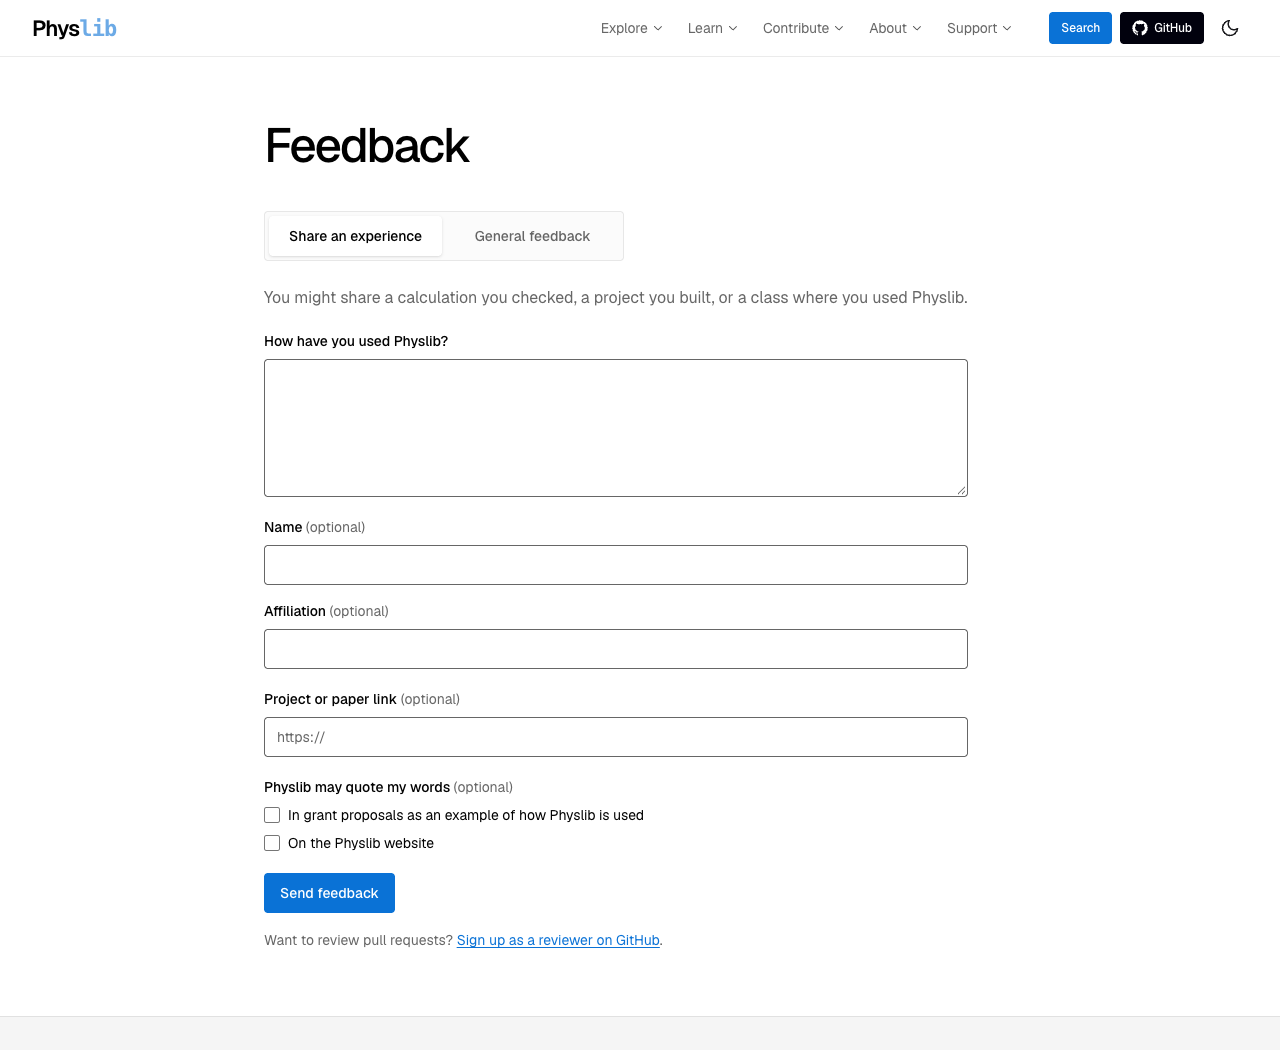 Physlib
Explore Learn Contribute About Support Search GitHub
Feedback
Share an experience General feedback
You might share a calculation you checked, a project you built, or a class where you used Physlib.
How have you used Physlib?
Name (optional)
Affiliation (optional)
Project or paper link (optional)
https://
Physlib may quote my words (optional)
In grant proposals as an example of how Physlib is used
On the Physlib website
Send feedback
Want to review pull requests? Sign up as a reviewer on GitHub.